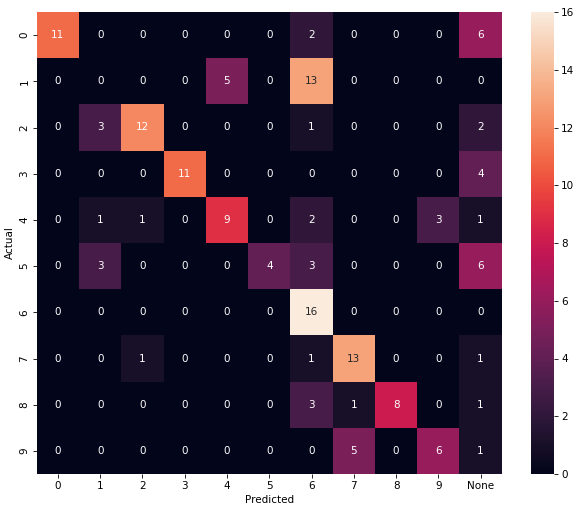 0 11 0 0 0 0 0 2 0 0 0 6
1 0 0 0 0 5 0 13 0 0 0 0
2 0 3 12 0 0 0 1 0 0 0 2
3 0 0 0 11 0 0 0 0 0 0 4
4 0 1 1 0 9 0 2 0 0 3 1
Actual
5 0 3 0 0 0 4 3 0 0 0 6
6 0 0 0 0 0 0 16 0 0 0 0
7 0 0 1 0 0 0 1 13 0 0 1
8 0 0 0 0 0 0 3 1 8 0 1
9 0 0 0 0 0 0 0 5 0 6 1
0 1 2 3 4 5 6 7 8 9 None
Predicted
16
14
12
10
8
6
4
2
0